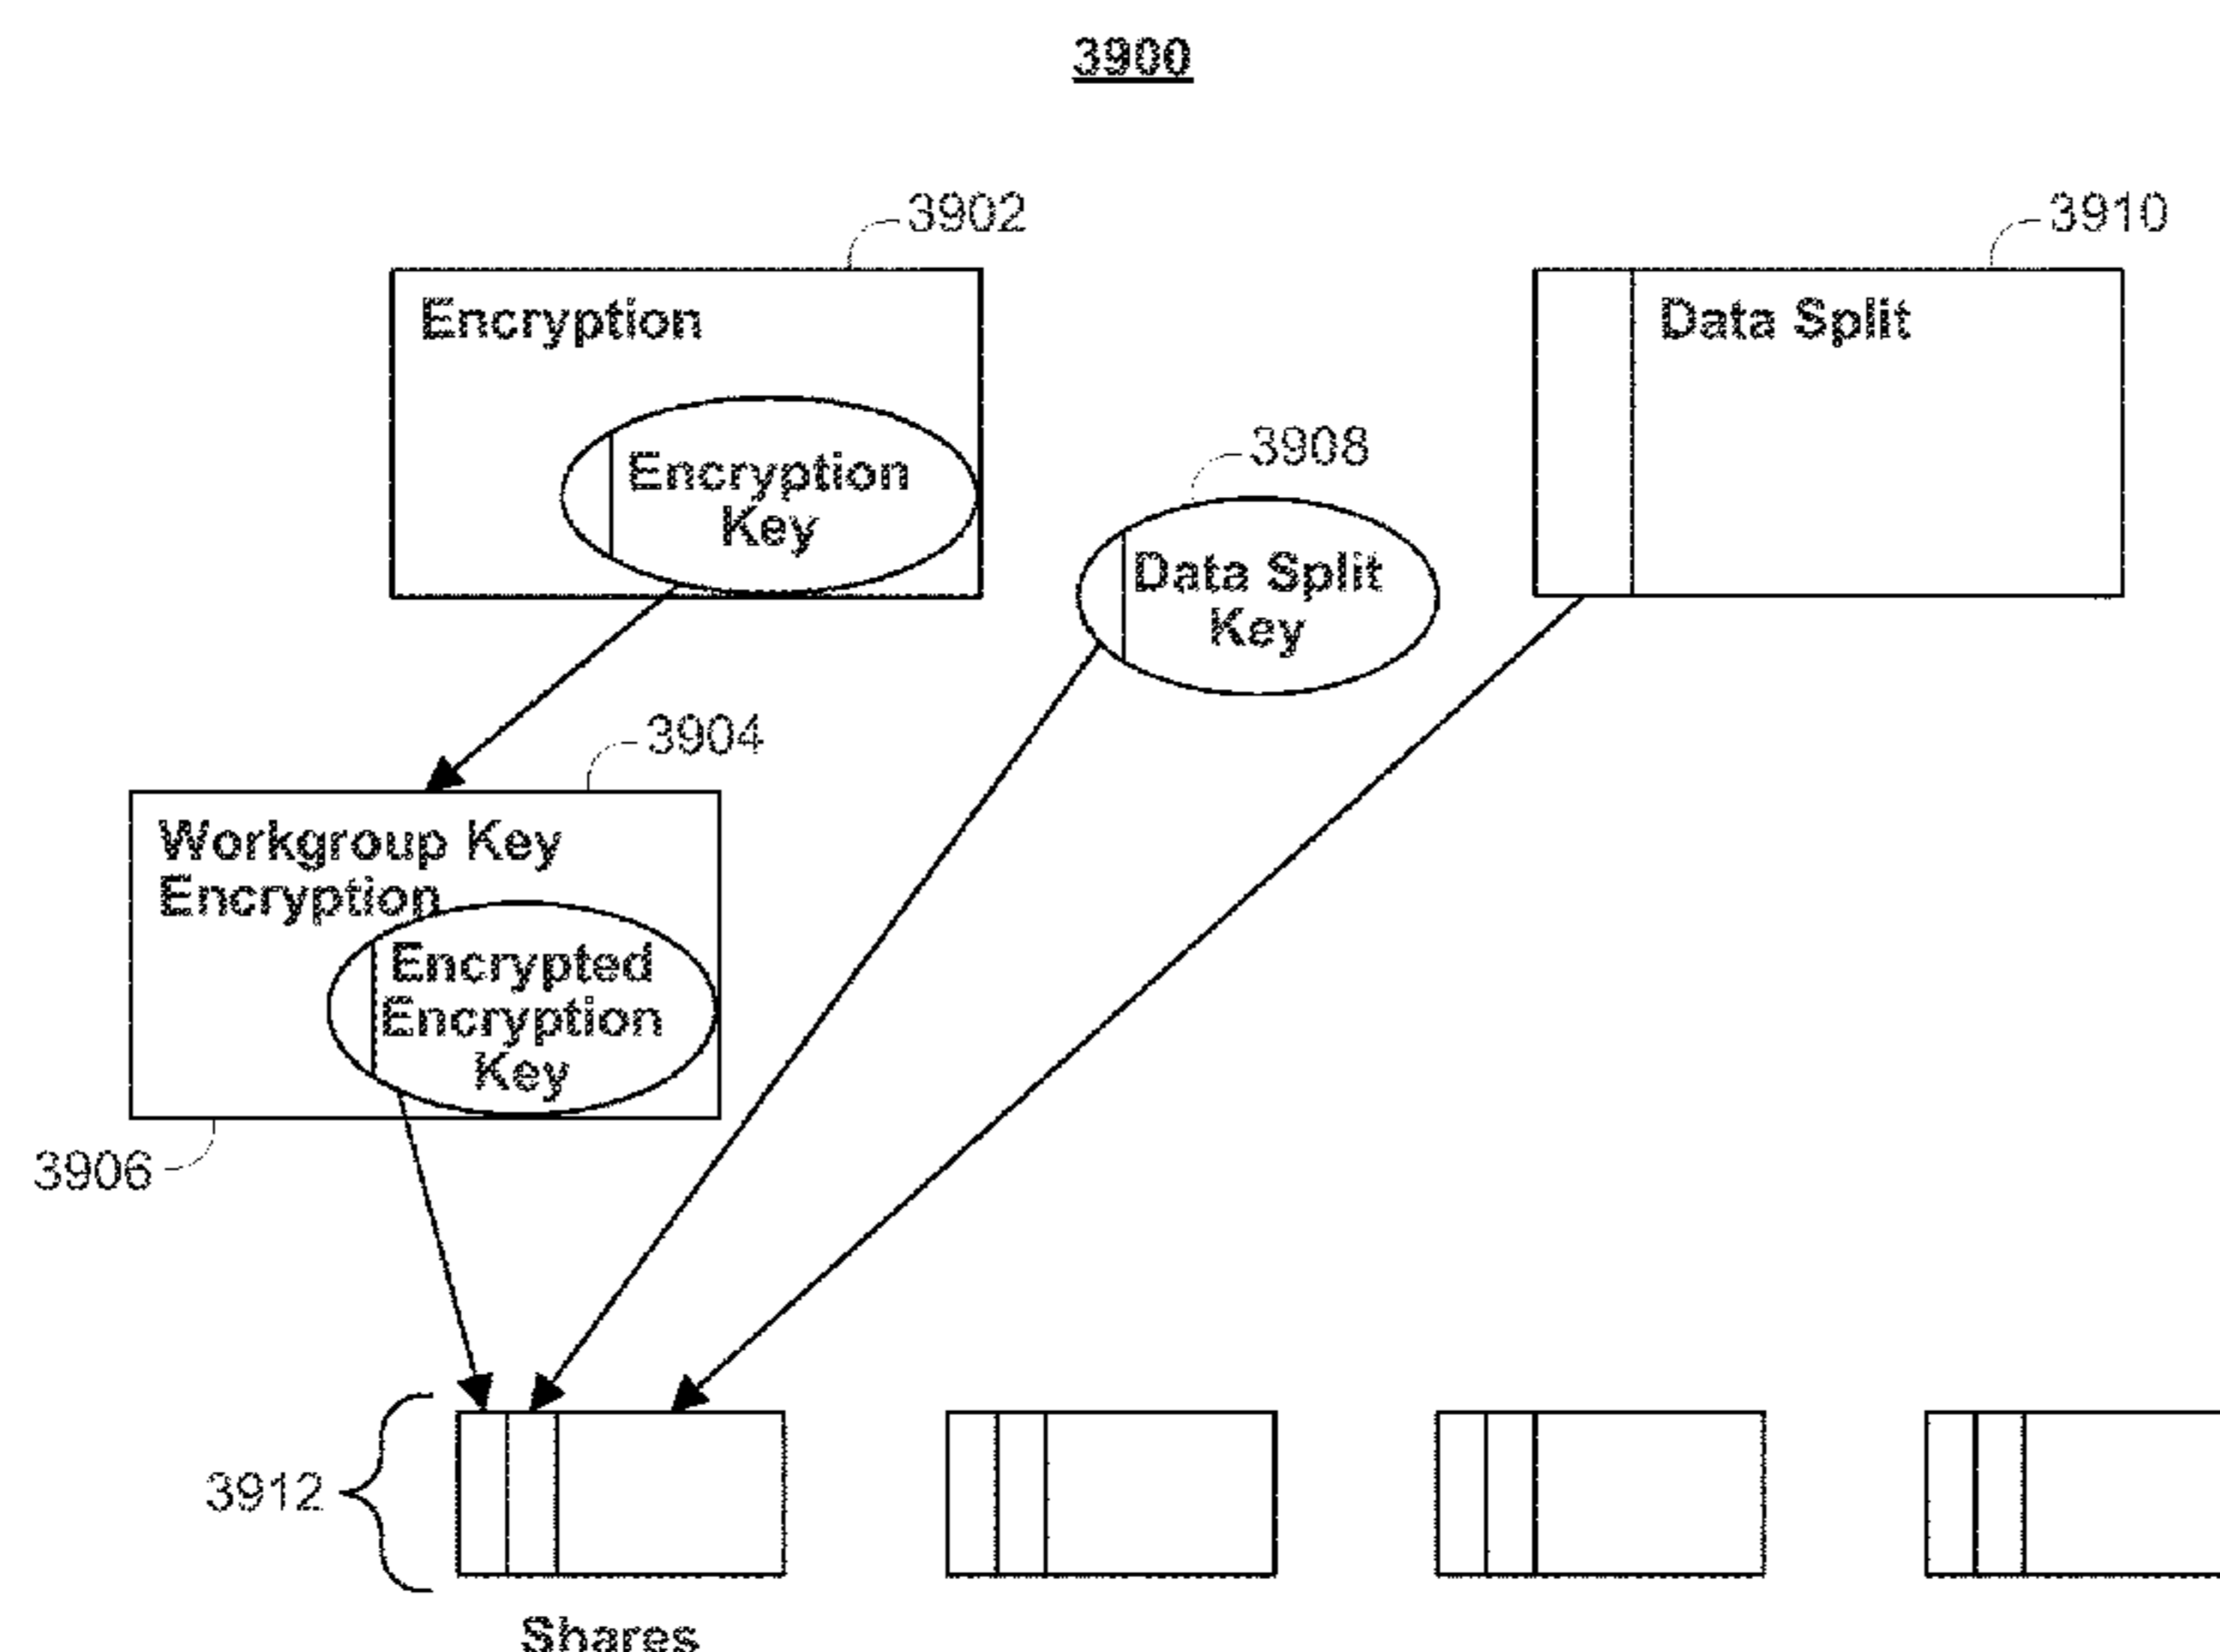 3900
3902
3910
Encryption
Data Split
Encryption
Key
3908
Data Split
Key
3904
Workgroup Key
Encryption
Encrypted
Encryption
Key
3906
3912
Shares